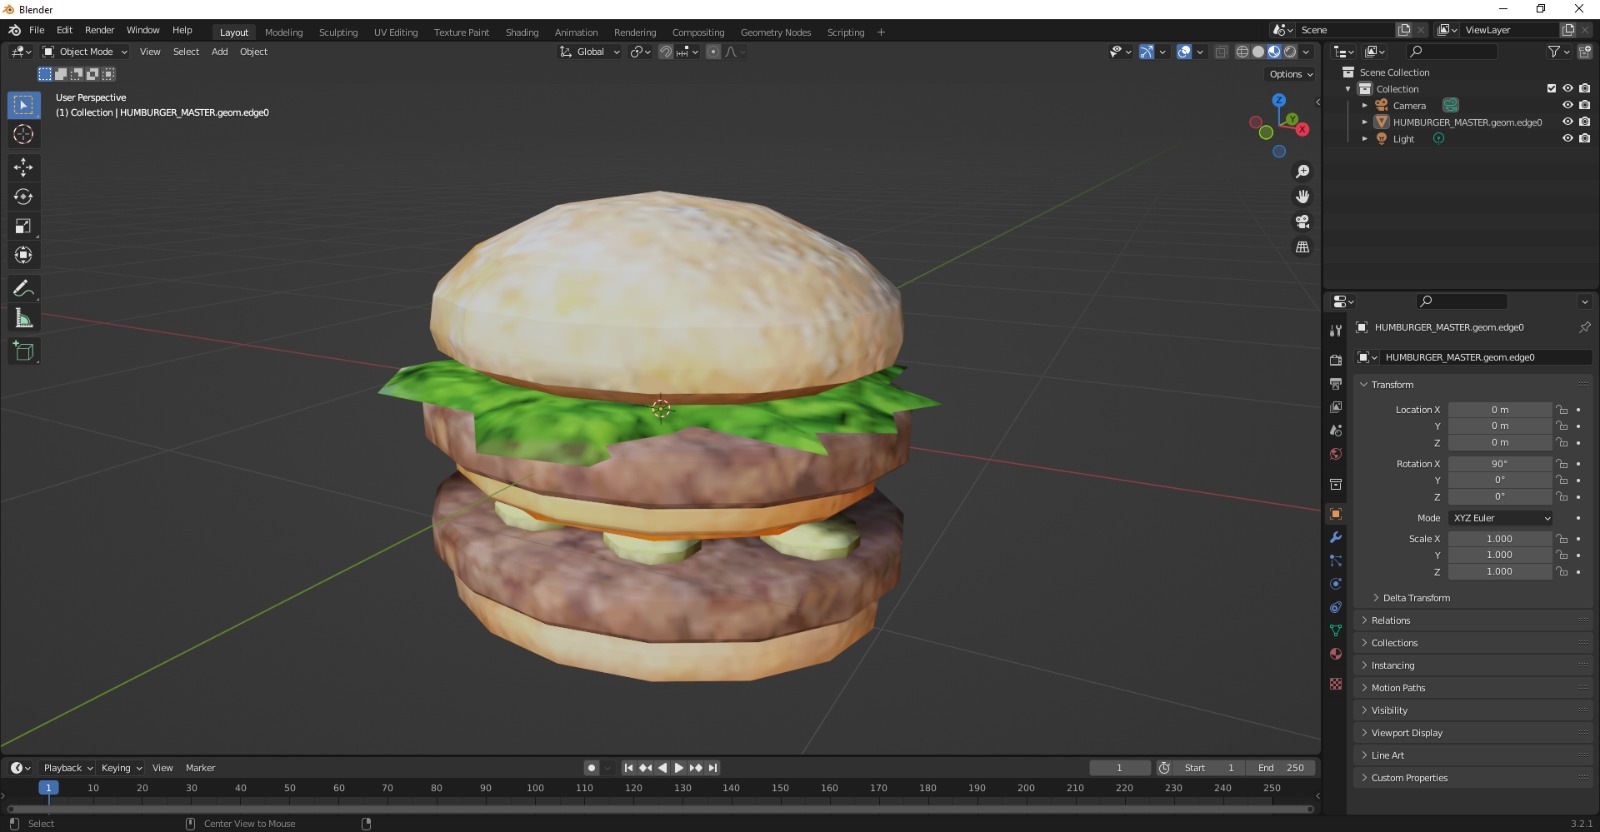 Blender
File Edit Render Window Help
Layout Modeling Sculpting UV Editing Texture Paint Shading Animation Rendering Compositing Geometry Nodes Scripting +
Scene
ViewLayer
Object Mode View Select Add Object
Global
Options
User Perspective
(1) Collection | HUMBURGER_MASTER.geom.edge0
Z
Y
X
Scene Collection
Collection
Camera
HUMBURGER_MASTER.geom.edge0
Light
HUMBURGER_MASTER.geom.edge0
HUMBURGER_MASTER.geom.edge0
Transform
Location X 0 m
Y 0 m
Z 0 m
Rotation X 90°
Y 0°
Z 0°
Mode XYZ Euler
Scale X 1.000
Y 1.000
Z 1.000
Delta Transform
Relations
Collections
Instancing
Motion Paths
Visibility
Viewport Display
Line Art
Custom Properties
Playback Keying View Marker
1 Start 1 End 250
1 10 20 30 40 50 60 70 80 90 100 110 120 130 140 150 160 170 180 190 200 210 220 230 240 250
Select Center View to Mouse
3.2.1